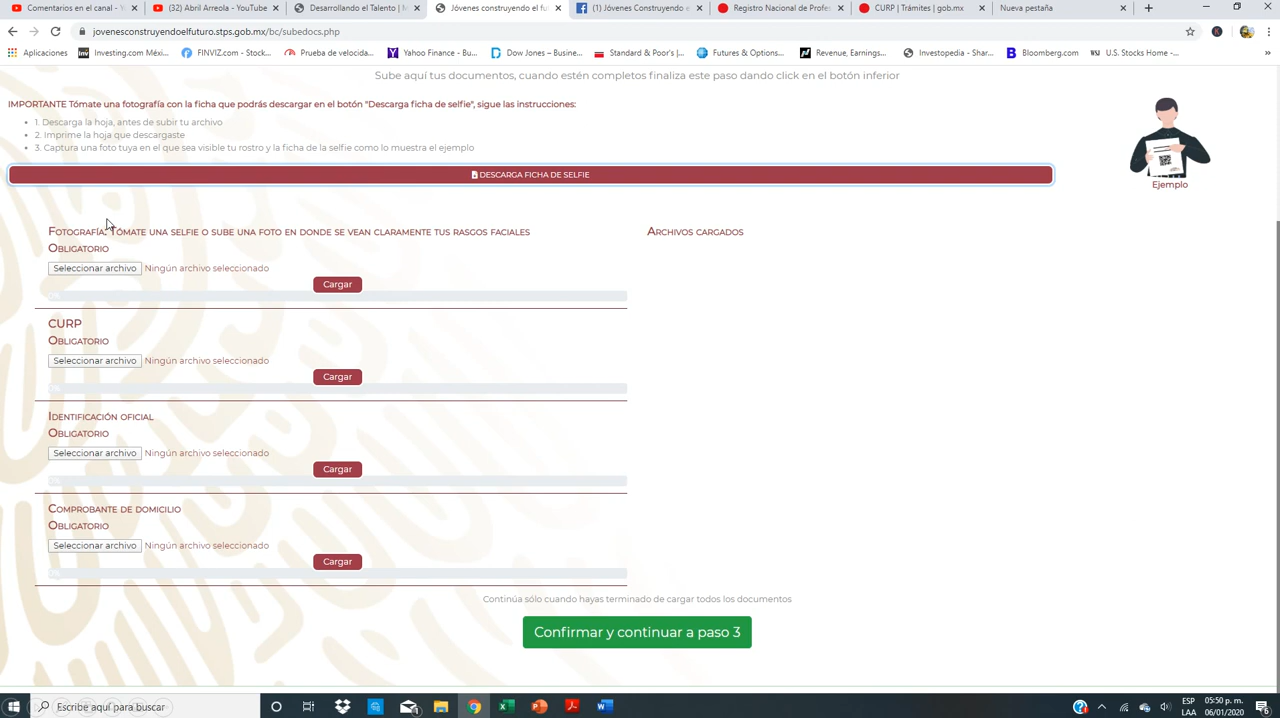 Comentarios en el canal - Y
(32) Abril Arreola - YouTube
Desarrollando el Talento | M
Jóvenes construyendo el fu
(1) Jóvenes Construyendo e
Registro Nacional de Profes
CURP | Trámites | gob.mx
Nueva pestaña
jovenesconstruyendoelfuturo.stps.gob.mx/bc/subedocs.php
Aplicaciones
Investing.com Méxi...
FINVIZ.com - Stock...
Prueba de velocida...
Yahoo Finance - Bu...
Dow Jones – Busine...
Standard & Poor's |...
Futures & Options...
Revenue, Earnings...
Investopedia - Shar...
Bloomberg.com
WSJ U.S. Stocks Home -...
Sube aquí tus documentos, cuando estén completos finaliza este paso dando click en el botón inferior
IMPORTANTE Tómate una fotografía con la ficha que podrás descargar en el botón "Descarga ficha de selfie", sigue las instrucciones:
1. Descarga la hoja, antes de subir tu archivo
2. Imprime la hoja que descargaste
3. Captura una foto tuya en el que sea visible tu rostro y la ficha de la selfie como lo muestra el ejemplo
DESCARGA FICHA DE SELFIE
Ejemplo
Fotografía. Tómate una selfie o sube una foto en donde se vean claramente tus rasgos faciales
Obligatorio
Seleccionar archivo Ningún archivo seleccionado
Cargar
0%
CURP
Obligatorio
Seleccionar archivo Ningún archivo seleccionado
Cargar
0%
Identificación oficial
Obligatorio
Seleccionar archivo Ningún archivo seleccionado
Cargar
0%
Comprobante de domicilio
Obligatorio
Seleccionar archivo Ningún archivo seleccionado
Cargar
0%
Archivos cargados
Continúa sólo cuando hayas terminado de cargar todos los documentos
Confirmar y continuar a paso 3
Escribe aquí para buscar
ESP
LAA
05:50 p. m.
06/01/2020